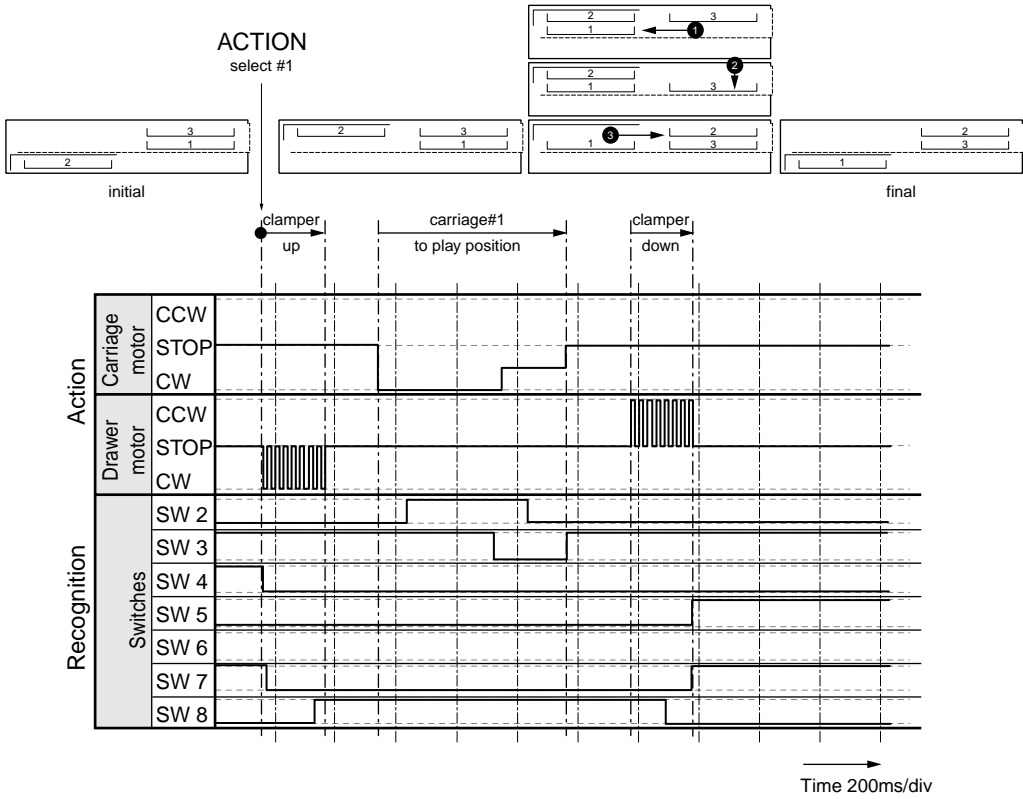 ACTION
select #1
3
1
2
initial
2
3
1
2
3
1
1
2
2
1
3
3
2
1
3
2
3
1
final
clamper
up
carriage#1
to play position
clamper
down
Action
Carriage motor
CCW
STOP
CW
Drawer motor
CCW
STOP
CW
Recognition
Switches
SW 2
SW 3
SW 4
SW 5
SW 6
SW 7
SW 8
Time 200ms/div